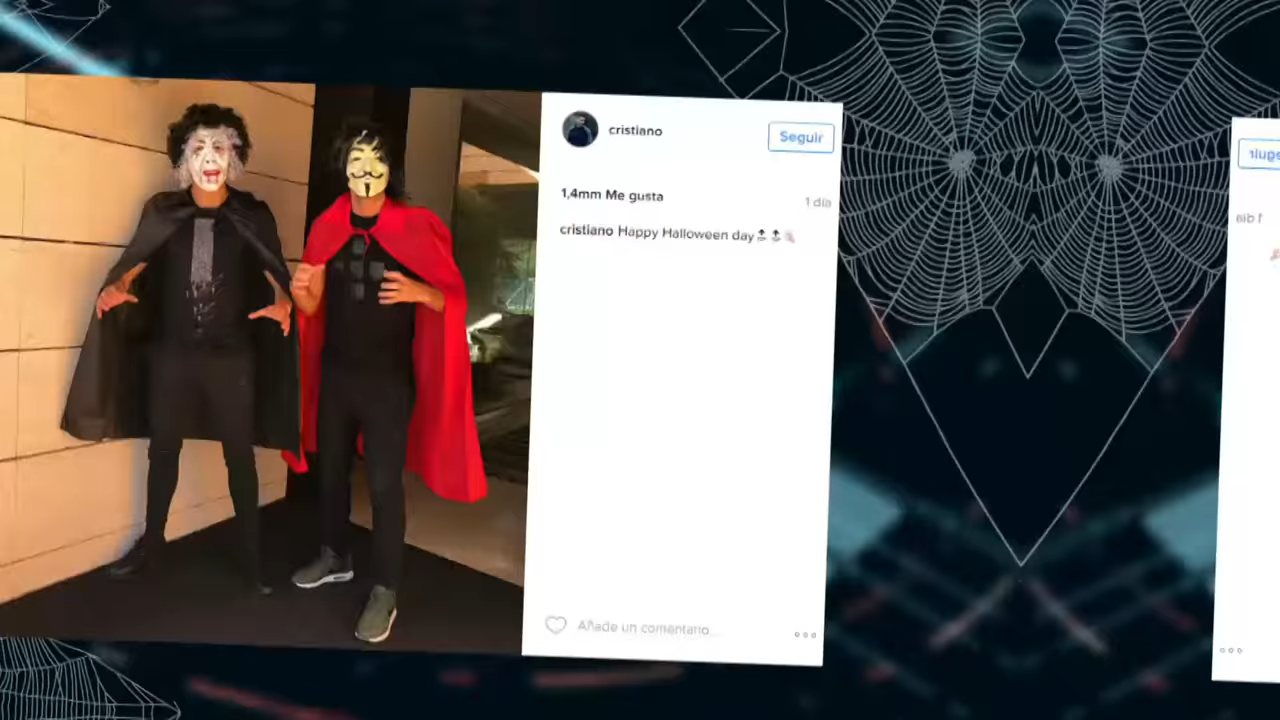 cristiano
Seguir
1,4mm Me gusta
1 día
cristiano Happy Halloween day
Añade un comentario...